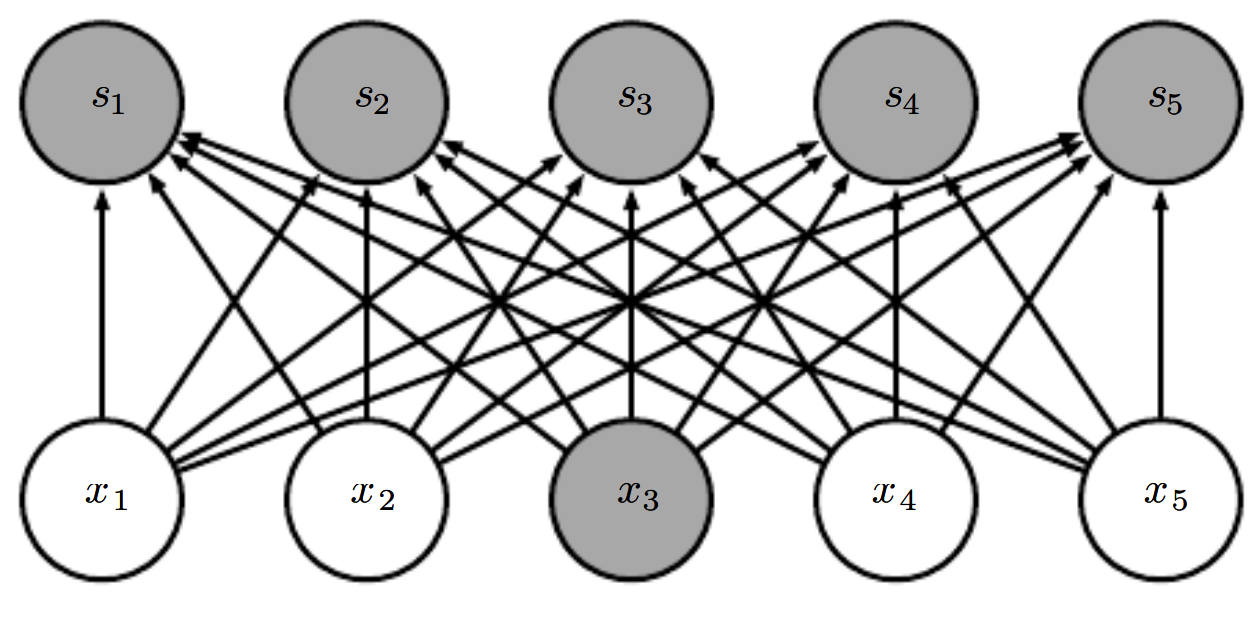 s₁ s₂ s₃ s₄ s₅
x₁ x₂ x₃ x₄ x₅